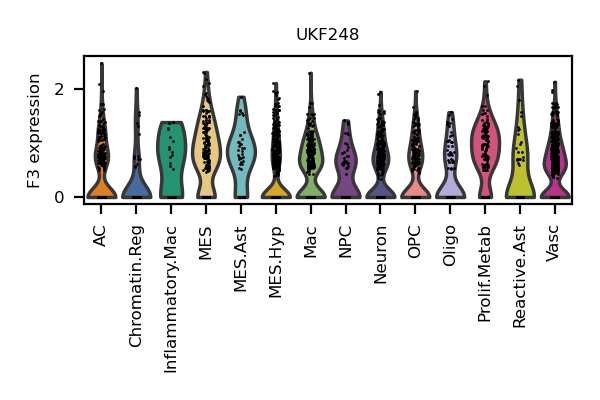 UKF248
F3 expression
2
0
AC
Chromatin.Reg
Inflammatory.Mac
MES
MES.Ast
MES.Hyp
Mac
NPC
Neuron
OPC
Oligo
Prolif.Metab
Reactive.Ast
Vasc